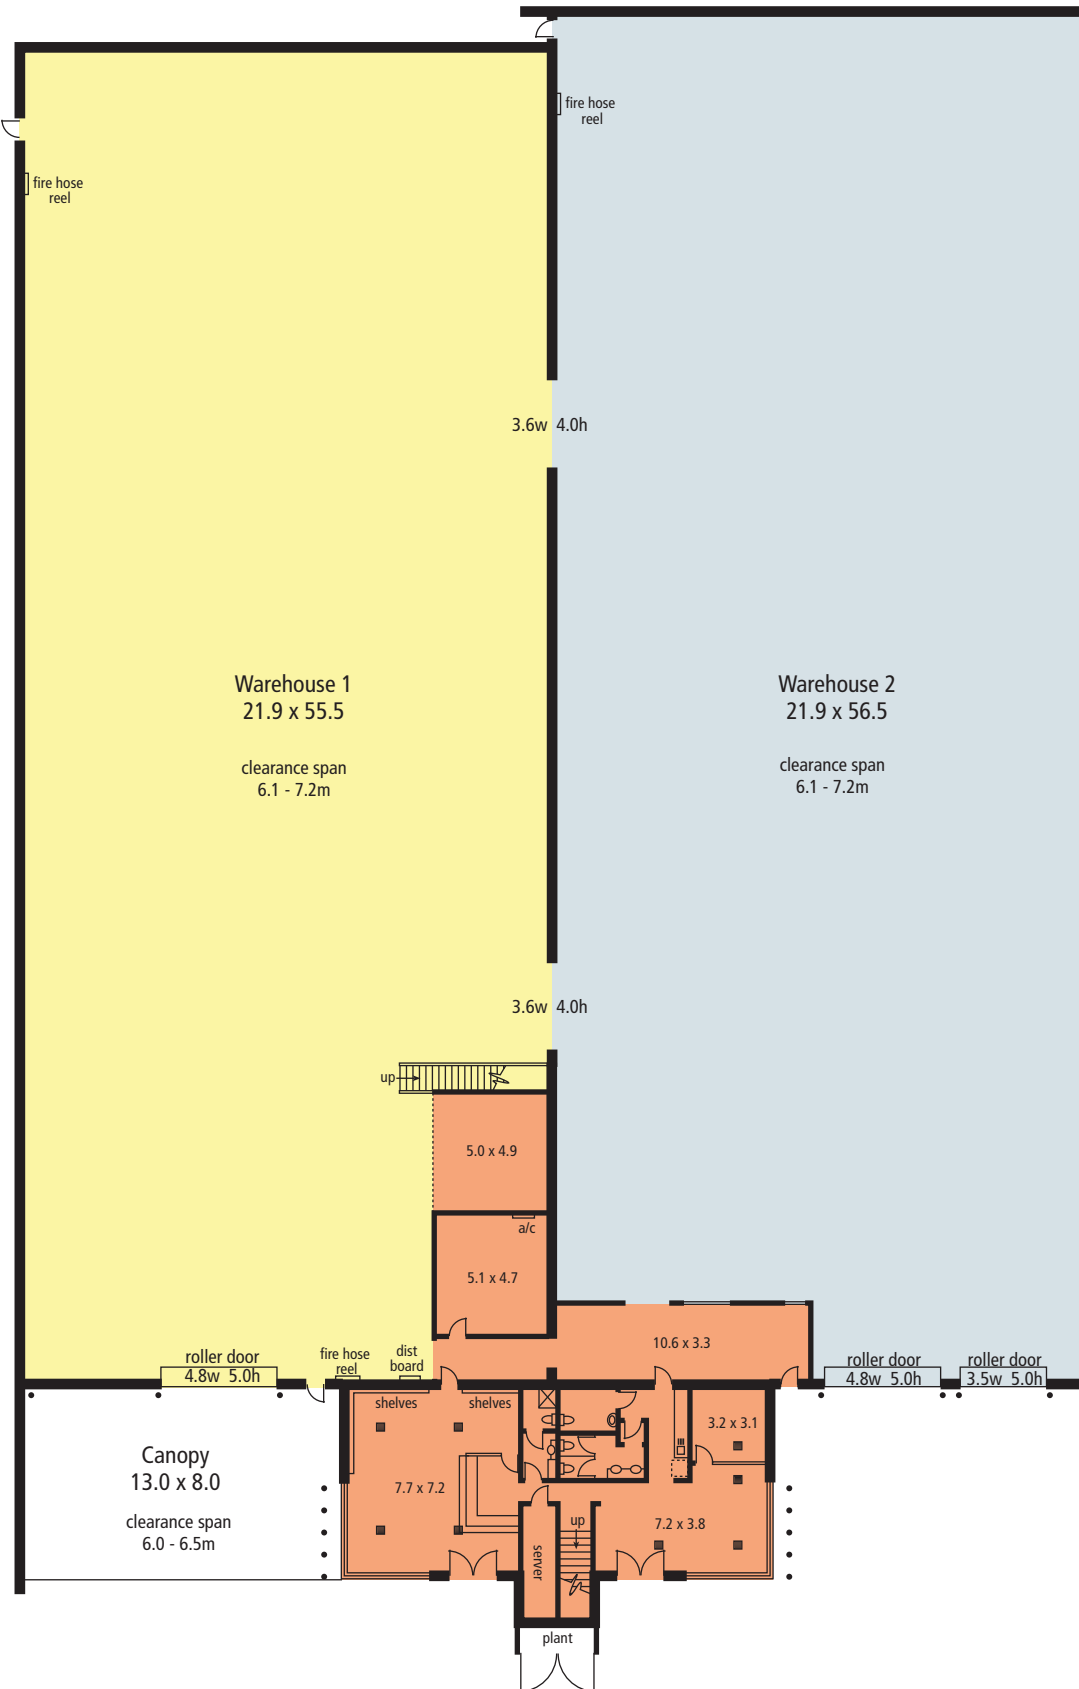 fire hose
reel
fire hose
reel
3.6w 4.0h
Warehouse 1
21.9 x 55.5
clearance span
6.1 - 7.2m
Warehouse 2
21.9 x 56.5
clearance span
6.1 - 7.2m
3.6w 4.0h
up
5.0 x 4.9
a/c
5.1 x 4.7
10.6 x 3.3
roller door
4.8w 5.0h
fire hose
reel
dist
board
roller door
4.8w 5.0h
roller door
3.5w 5.0h
shelves
shelves
3.2 x 3.1
Canopy
13.0 x 8.0
clearance span
6.0 - 6.5m
7.7 x 7.2
up
7.2 x 3.8
server
plant